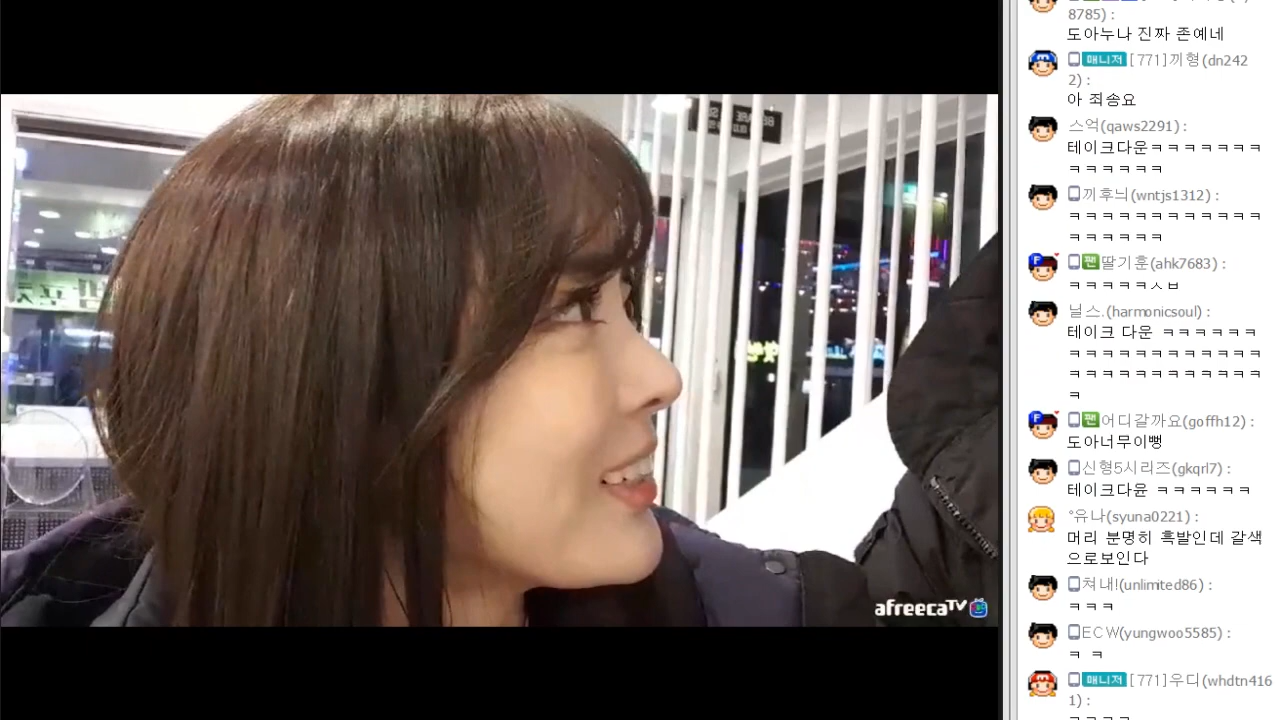 8785) :
도아누나 진짜 존예네
매니저 [771]끼형(dn242
2) :
아 죄송요
스억(qaws2291) :
테이크다운ㅋㅋㅋㅋㅋㅋㅋ
ㅋㅋㅋㅋㅋㅋ
끼후늬(wntjs1312) :
ㅋㅋㅋㅋㅋㅋㅋㅋㅋㅋㅋㅋ
ㅋㅋㅋㅋㅋㅋ
팬 딸기훈(ahk7683) :
ㅋㅋㅋㅋㅋㅅㅂ
닐스.(harmonicsoul) :
테이크 다운 ㅋㅋㅋㅋㅋㅋ
ㅋㅋㅋㅋㅋㅋㅋㅋㅋㅋㅋㅋ
ㅋㅋㅋㅋㅋㅋㅋㅋㅋㅋㅋㅋ
ㅋ
팬 어디갈까요(goffh12) :
도아너무이뻥
신형5시리즈(gkqrl7) :
테이크다윤 ㅋㅋㅋㅋㅋㅋ
°유나(syuna0221) :
머리 분명히 흑발인데 갈색
으로보인다
쳐내!(unlimited86) :
ㅋㅋㅋ
ECW(yungwoo5585) :
ㅋ ㅋ
매니저 [771]우디(whdtn416
1) :
afreecaTV